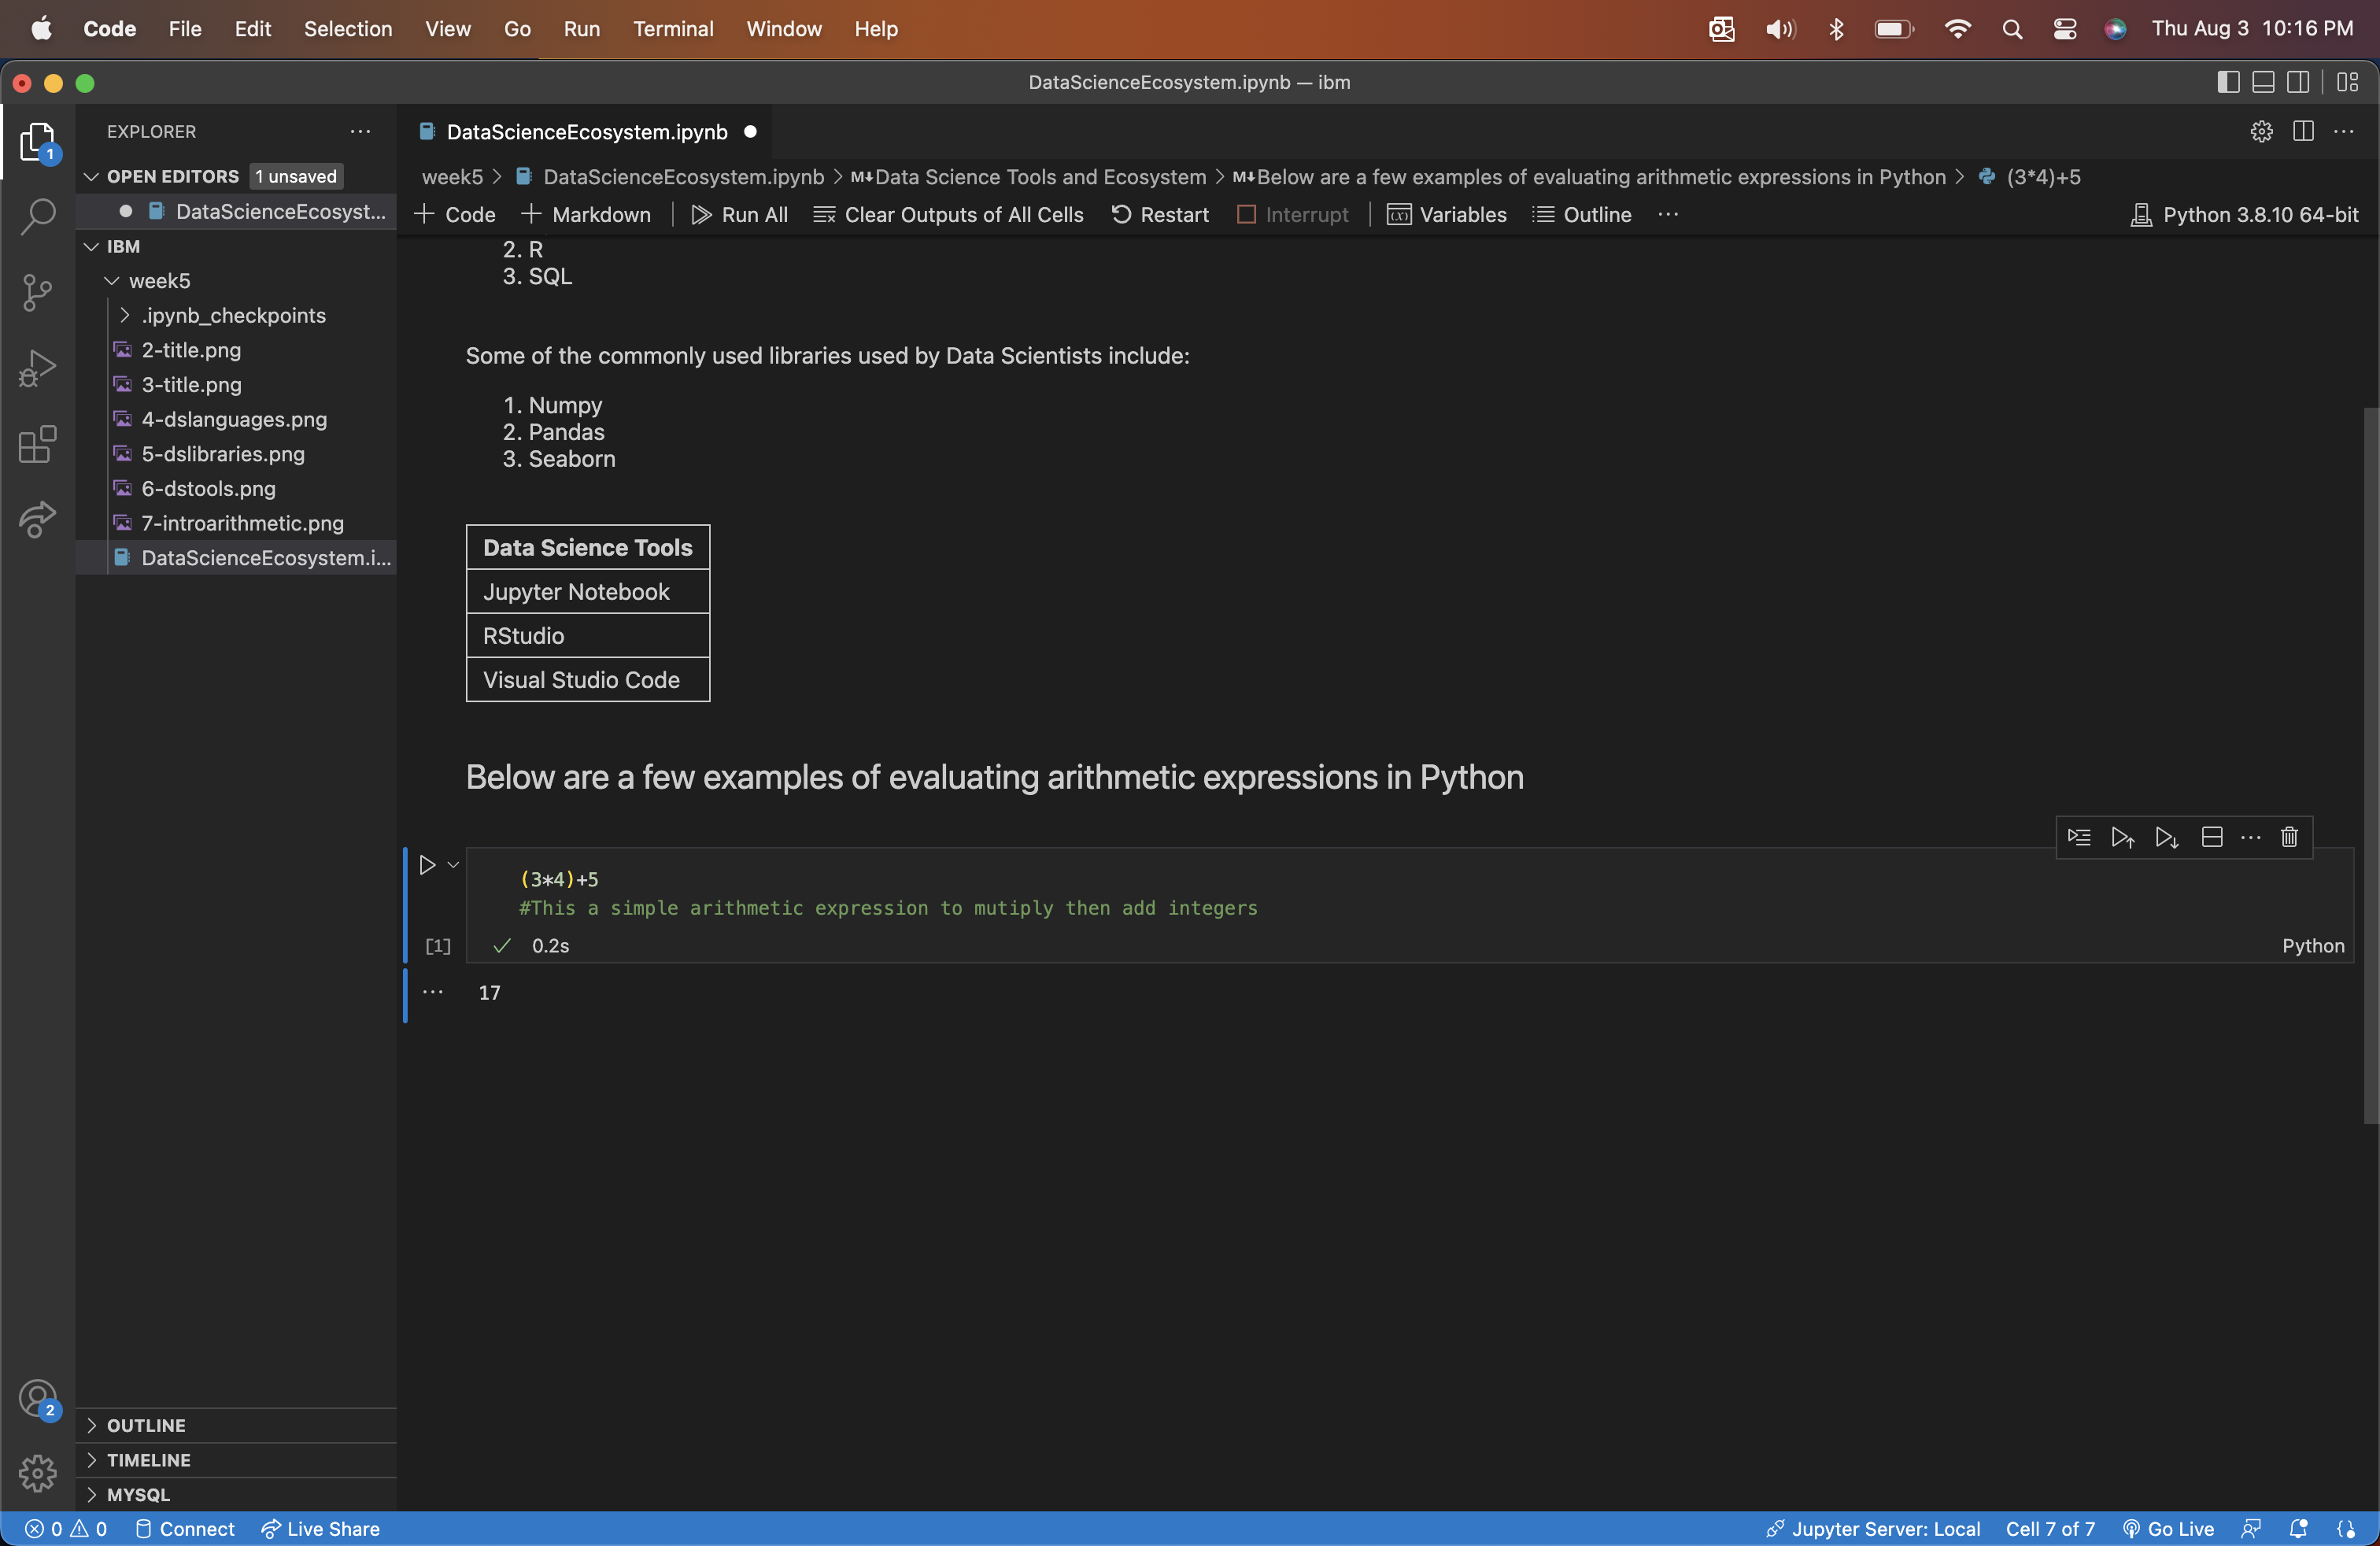 Code File Edit Selection View Go Run Terminal Window Help Thu Aug 3 10:16 PM
DataScienceEcosystem.ipynb — ibm
1
EXPLORER
DataScienceEcosystem.ipynb
OPEN EDITORS 1 unsaved
week5 > DataScienceEcosystem.ipynb > M↓Data Science Tools and Ecosystem > M↓Below are a few examples of evaluating arithmetic expressions in Python > (3*4)+5
DataScienceEcosyst...
+ Code + Markdown | Run All Clear Outputs of All Cells Restart Interrupt | Variables Outline ... Python 3.8.10 64-bit
IBM
week5
.ipynb_checkpoints
2-title.png
3-title.png
4-dslanguages.png
5-dslibraries.png
6-dstools.png
7-introarithmetic.png
DataScienceEcosystem.i...
2. R
3. SQL
Some of the commonly used libraries used by Data Scientists include:
1. Numpy
2. Pandas
3. Seaborn
Data Science Tools
Jupyter Notebook
RStudio
Visual Studio Code
Below are a few examples of evaluating arithmetic expressions in Python
(3*4)+5
#This a simple arithmetic expression to mutiply then add integers
[1] ✓ 0.2s Python
... 17
2
OUTLINE
TIMELINE
MYSQL
0 0 Connect Live Share Jupyter Server: Local Cell 7 of 7 Go Live